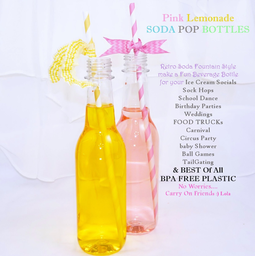 Pink Lemonade
SODA POP BOTTLES
Retro Soda Fountain Style
make a Fun Beverage Bottle
for your Ice Cream Socials
Sock Hops
School Dance
Birthday Parties
Weddings
FOOD TRUCKs
Carnival
Circus Party
baby Shower
Ball Games
TailGating
& BEST Of All
BPA FREE PLASTIC
No Worries...
Carry On Friends